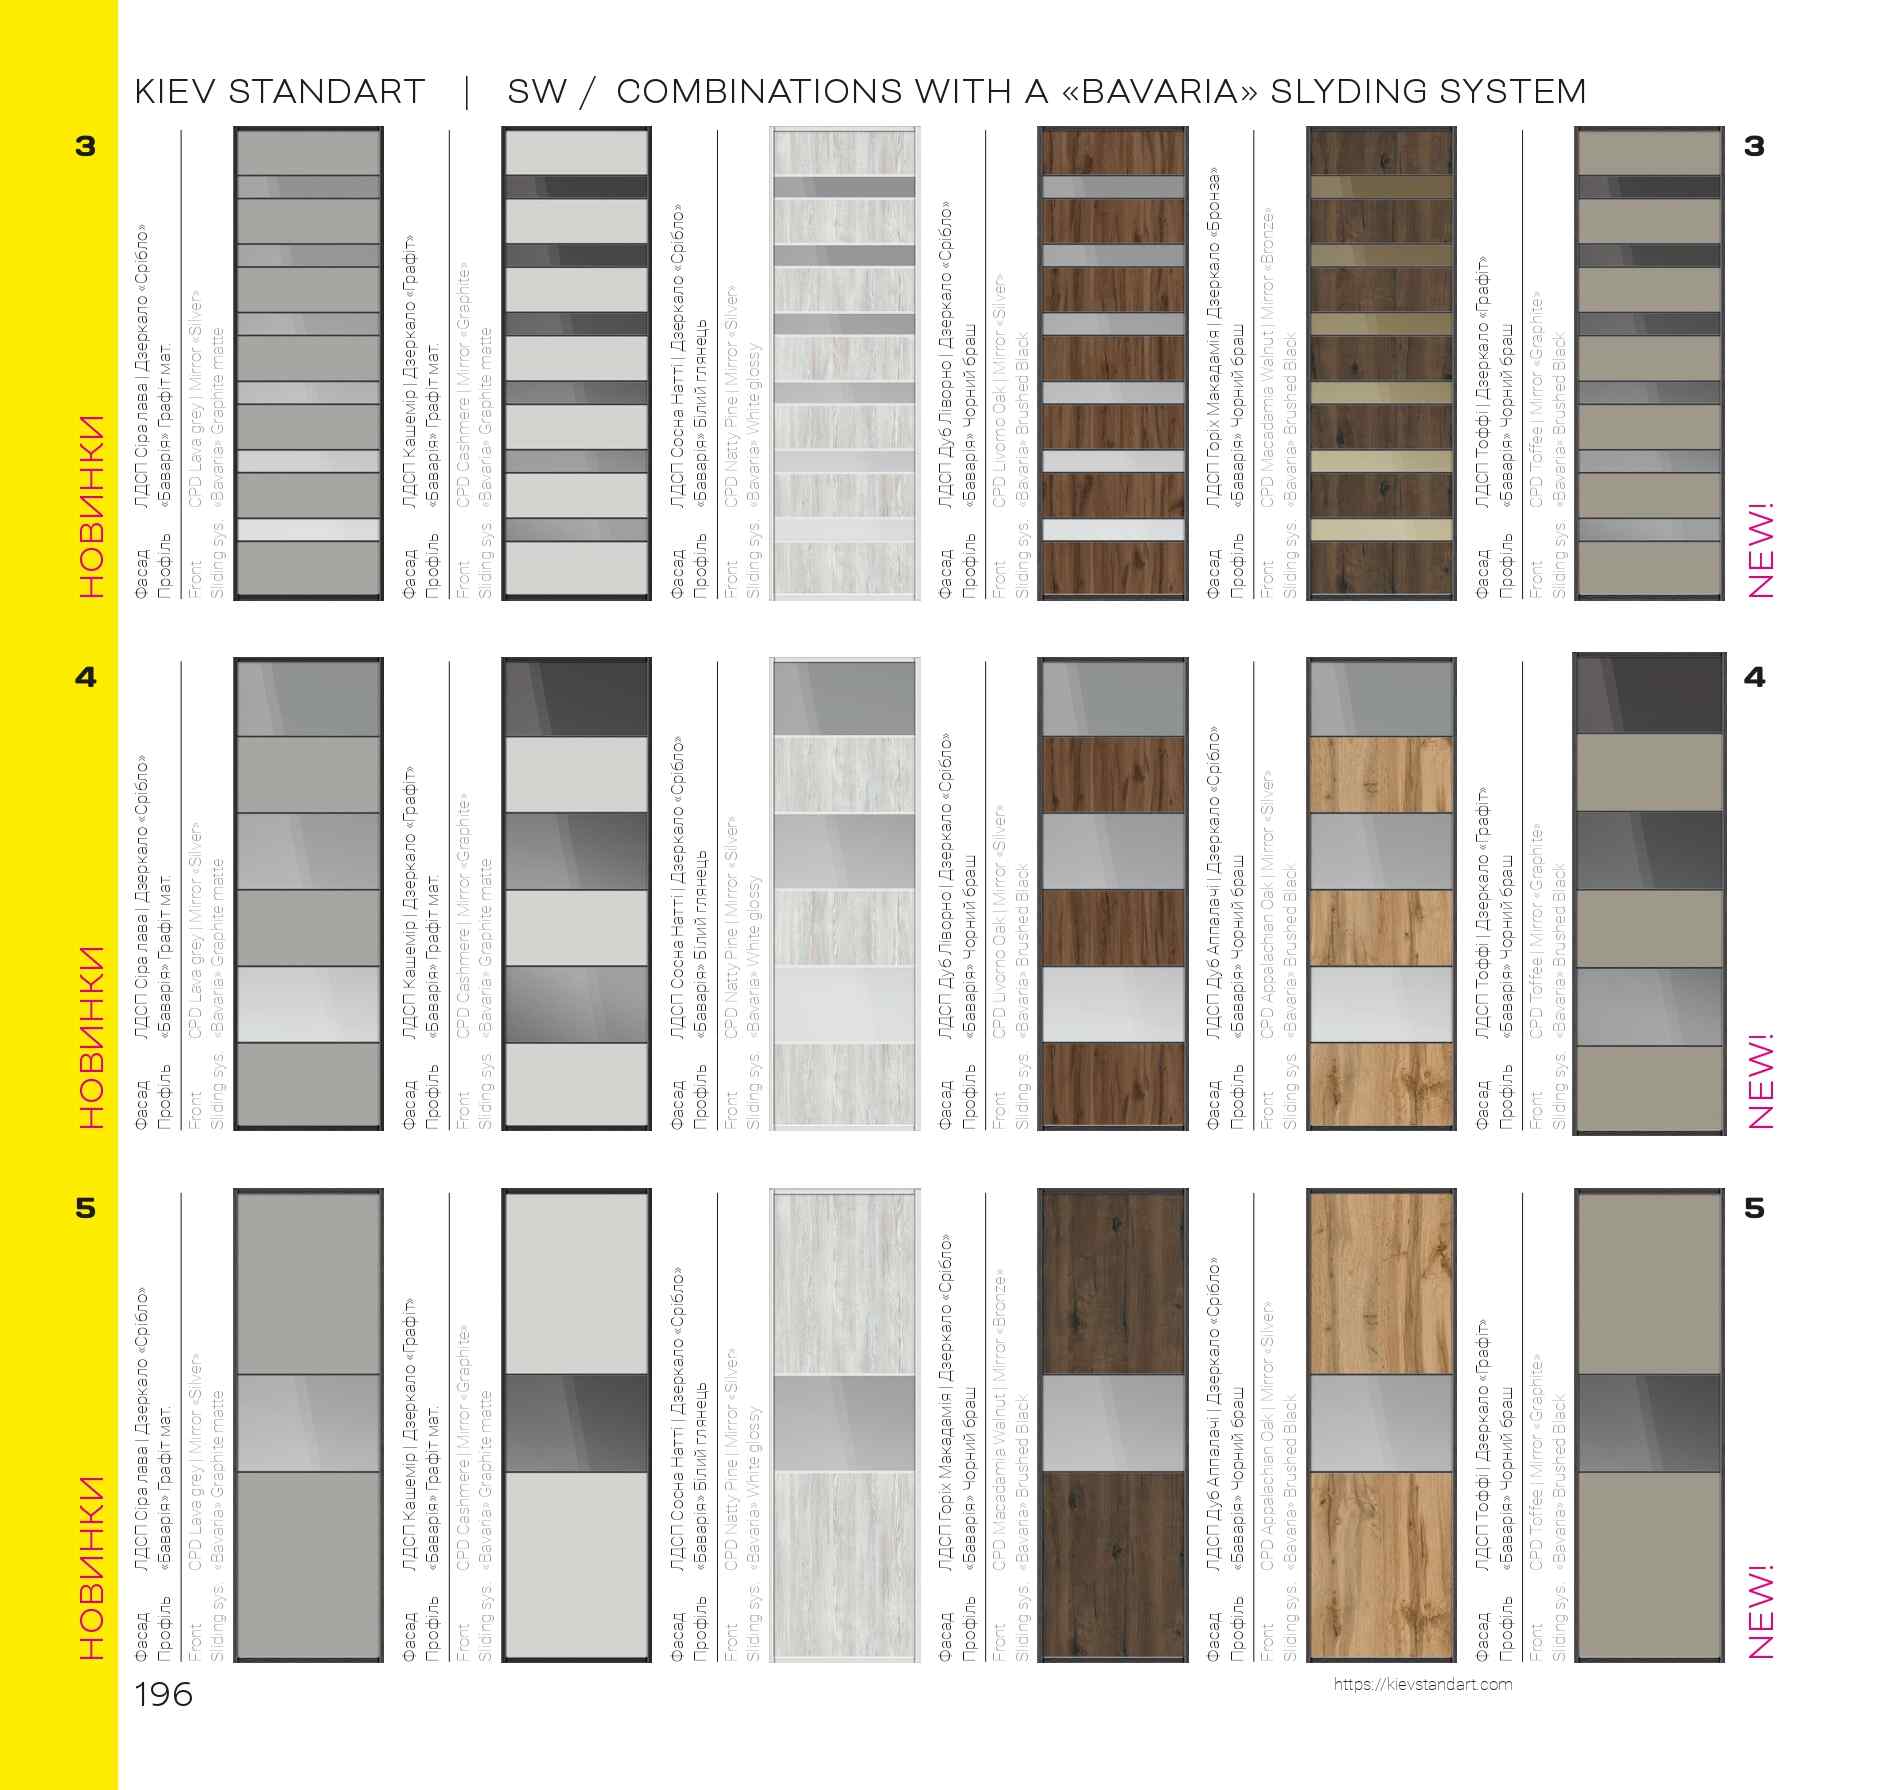 KIEV STANDART | SW / COMBINATIONS WITH A «BAVARIA» SLYDING SYSTEM
3
НОВИНКИ
Фасад ЛДСП Сіра лава | Дзеркало «Срібло»
Профіль «Баварія» Графіт мат.
Front CPD Lava grey | Mirror «Silver»
Sliding sys. «Bavaria» Graphite matte
Фасад ЛДСП Кашемір | Дзеркало «Графіт»
Профіль «Баварія» Графіт мат.
Front CPD Cashmere | Mirror «Graphite»
Sliding sys. «Bavaria» Graphite matte
Фасад ЛДСП Сосна Натті | Дзеркало «Срібло»
Профіль «Баварія» Білий глянець
Front CPD Natty Pine | Mirror «Silver»
Sliding sys. «Bavaria» White glossy
Фасад ЛДСП Дуб Ліворно | Дзеркало «Срібло»
Профіль «Баварія» Чорний браш
Front CPD Livorno Oak | Mirror «Silver»
Sliding sys. «Bavaria» Brushed Black
Фасад ЛДСП Горіх Макадамія | Дзеркало «Бронза»
Профіль «Баварія» Чорний браш
Front CPD Macadamia Walnut | Mirror «Bronze»
Sliding sys. «Bavaria» Brushed Black
Фасад ЛДСП Тоффі | Дзеркало «Графіт»
Профіль «Баварія» Чорний браш
Front CPD Toffee | Mirror «Graphite»
Sliding sys. «Bavaria» Brushed Black
3
NEW!
4
НОВИНКИ
Фасад ЛДСП Сіра лава | Дзеркало «Срібло»
Профіль «Баварія» Графіт мат.
Front CPD Lava grey | Mirror «Silver»
Sliding sys. «Bavaria» Graphite matte
Фасад ЛДСП Кашемір | Дзеркало «Графіт»
Профіль «Баварія» Графіт мат.
Front CPD Cashmere | Mirror «Graphite»
Sliding sys. «Bavaria» Graphite matte
Фасад ЛДСП Сосна Натті | Дзеркало «Срібло»
Профіль «Баварія» Білий глянець
Front CPD Natty Pine | Mirror «Silver»
Sliding sys. «Bavaria» White glossy
Фасад ЛДСП Дуб Ліворно | Дзеркало «Срібло»
Профіль «Баварія» Чорний браш
Front CPD Livorno Oak | Mirror «Silver»
Sliding sys. «Bavaria» Brushed Black
Фасад ЛДСП Дуб Аппалачі | Дзеркало «Срібло»
Профіль «Баварія» Чорний браш
Front CPD Appalachian Oak | Mirror «Silver»
Sliding sys. «Bavaria» Brushed Black
Фасад ЛДСП Тоффі | Дзеркало «Графіт»
Профіль «Баварія» Чорний браш
Front CPD Toffee | Mirror «Graphite»
Sliding sys. «Bavaria» Brushed Black
4
NEW!
5
НОВИНКИ
Фасад ЛДСП Сіра лава | Дзеркало «Срібло»
Профіль «Баварія» Графіт мат.
Front CPD Lava grey | Mirror «Silver»
Sliding sys. «Bavaria» Graphite matte
Фасад ЛДСП Кашемір | Дзеркало «Графіт»
Профіль «Баварія» Графіт мат.
Front CPD Cashmere | Mirror «Graphite»
Sliding sys. «Bavaria» Graphite matte
Фасад ЛДСП Сосна Натті | Дзеркало «Срібло»
Профіль «Баварія» Білий глянець
Front CPD Natty Pine | Mirror «Silver»
Sliding sys. «Bavaria» White glossy
Фасад ЛДСП Горіх Макадамія | Дзеркало «Срібло»
Профіль «Баварія» Чорний браш
Front CPD Macadamia Walnut | Mirror «Bronze»
Sliding sys. «Bavaria» Brushed Black
Фасад ЛДСП Дуб Аппалачі | Дзеркало «Срібло»
Профіль «Баварія» Чорний браш
Front CPD Appalachian Oak | Mirror «Silver»
Sliding sys. «Bavaria» Brushed Black
Фасад ЛДСП Тоффі | Дзеркало «Графіт»
Профіль «Баварія» Чорний браш
Front CPD Toffee | Mirror «Graphite»
Sliding sys. «Bavaria» Brushed Black
5
NEW!
196
https://kievstandart.com